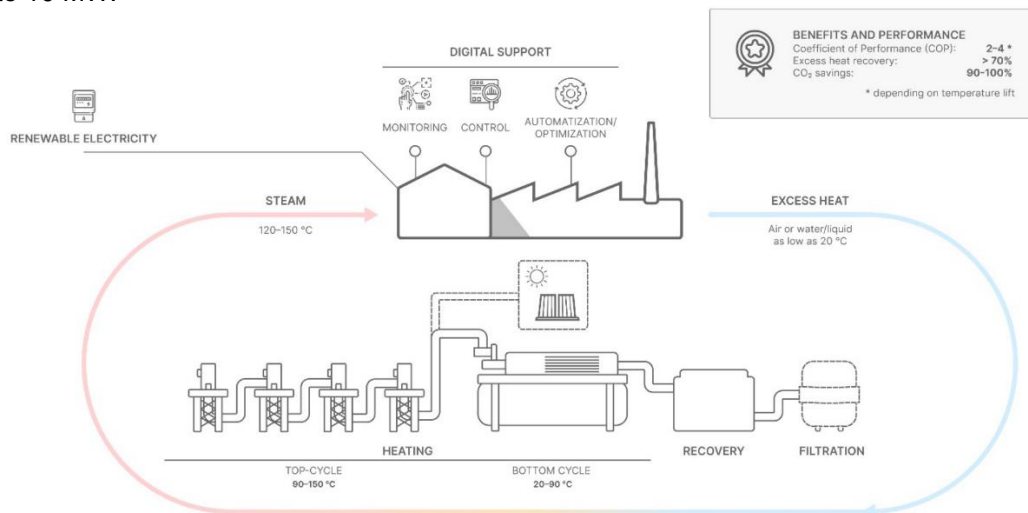 BENEFITS AND PERFORMANCE
Coefficient of Performance (COP): 2–4 *
Excess heat recovery: > 70%
CO₂ savings: 90-100%
* depending on temperature lift
DIGITAL SUPPORT
MONITORING
CONTROL
AUTOMATIZATION/
OPTIMIZATION
RENEWABLE ELECTRICITY
STEAM
120–150 °C
EXCESS HEAT
Air or water/liquid
as low as 20 °C
HEATING
RECOVERY
FILTRATION
TOP-CYCLE
90–150 °C
BOTTOM CYCLE
20–90 °C